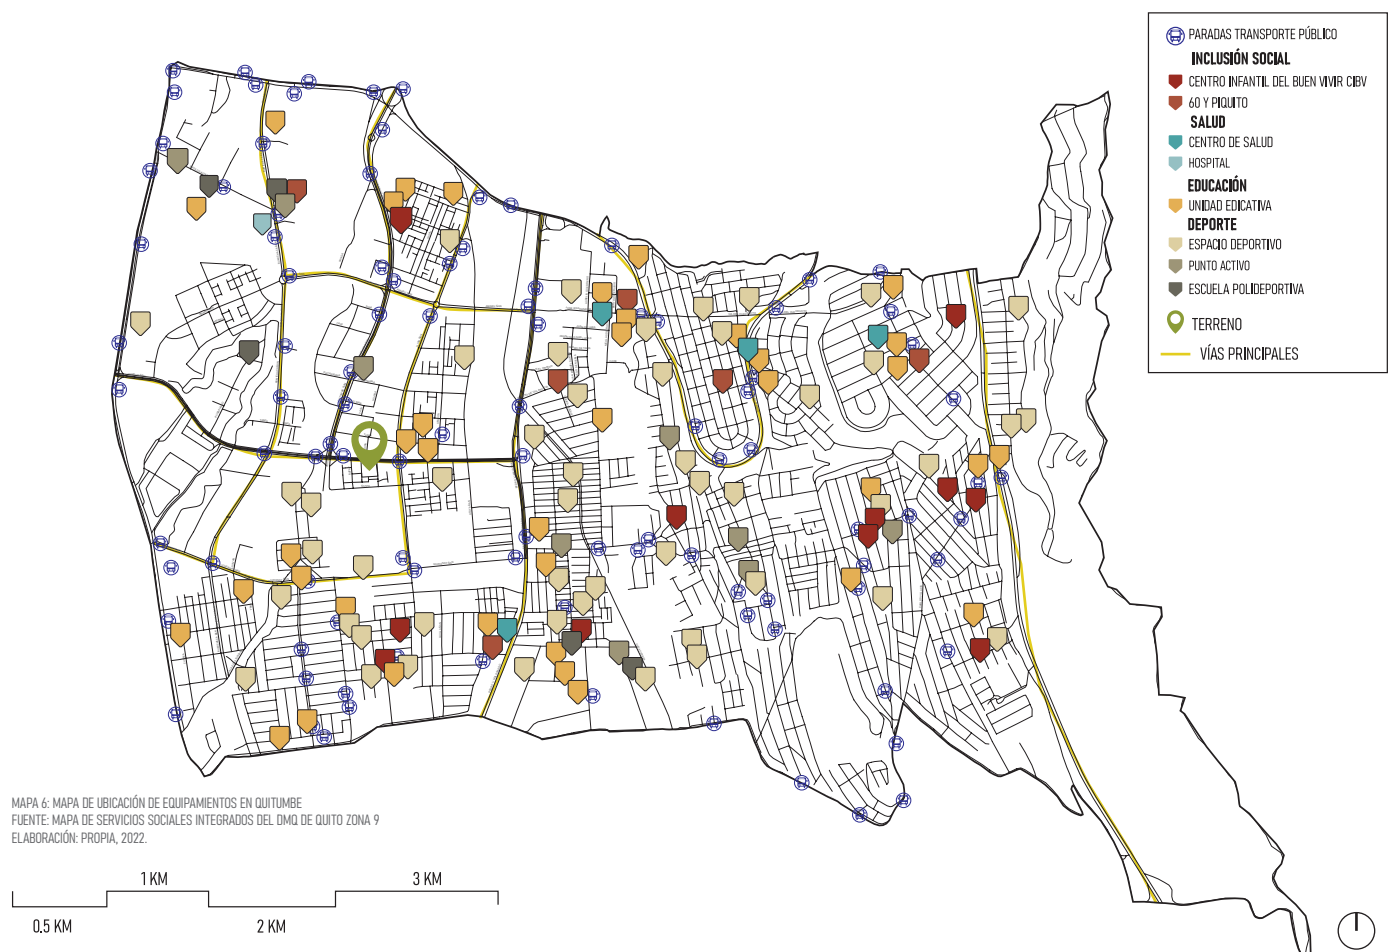 PARADAS TRANSPORTE PÚBLICO
INCLUSIÓN SOCIAL
CENTRO INFANTIL DEL BUEN VIVIR CIBV
60 Y PIQUITO
SALUD
CENTRO DE SALUD
HOSPITAL
EDUCACIÓN
UNIDAD EDUCATIVA
DEPORTE
ESPACIO DEPORTIVO
PUNTO ACTIVO
ESCUELA POLIDEPORTIVA
TERRENO
VÍAS PRINCIPALES
MAPA 6: MAPA DE UBICACIÓN DE EQUIPAMIENTOS EN QUITUMBE
FUENTE: MAPA DE SERVICIOS SOCIALES INTEGRADOS DEL DMQ DE QUITO ZONA 9
ELABORACIÓN: PROPIA, 2022.
1 KM
3 KM
0.5 KM
2 KM